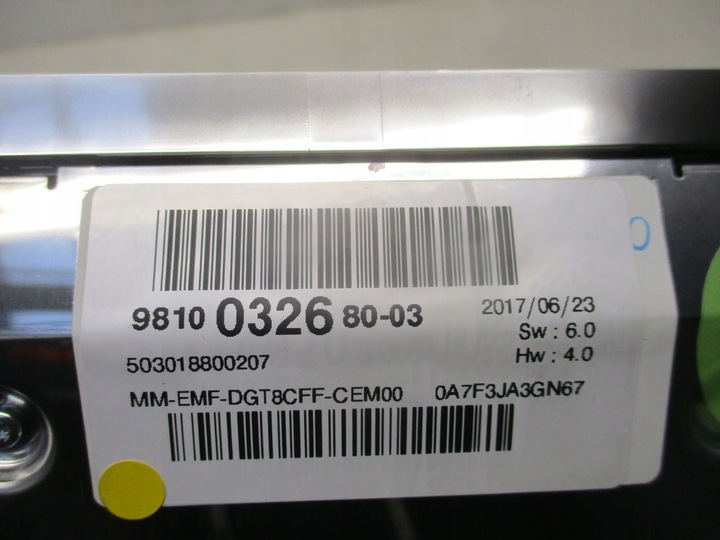 9810 0326 80-03
2017/06/23
Sw : 6.0
Hw : 4.0
503018800207
MM-EMF-DGT8CFF-CEM00 0A7F3JA3GN67